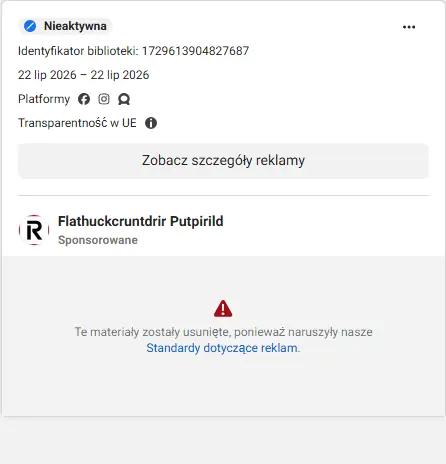 Nieaktywna
Identyfikator biblioteki: 1729613904827687
22 lip 2026 – 22 lip 2026
Platformy
Transparentność w UE
Zobacz szczegóły reklamy
R
Flathuckcruntdrir Putpirild
Sponsorowane
Te materiały zostały usunięte, ponieważ naruszyły nasze
Standardy dotyczące reklam.